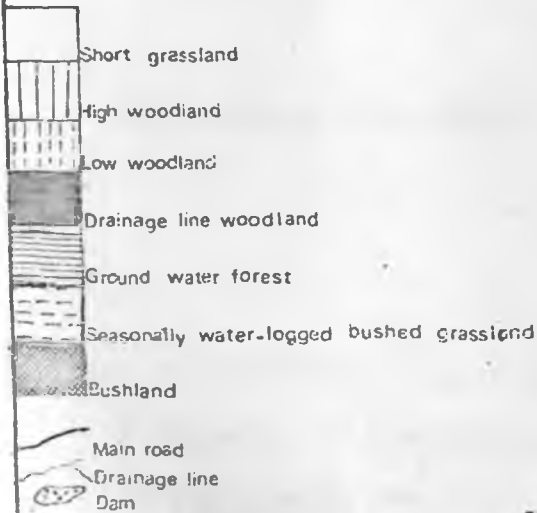 Short grassland
High woodland
Low woodland
Drainage line woodland
Ground water forest
Seasonally water-logged bushed grassland
Bushland
Main road
Drainage line
Dam